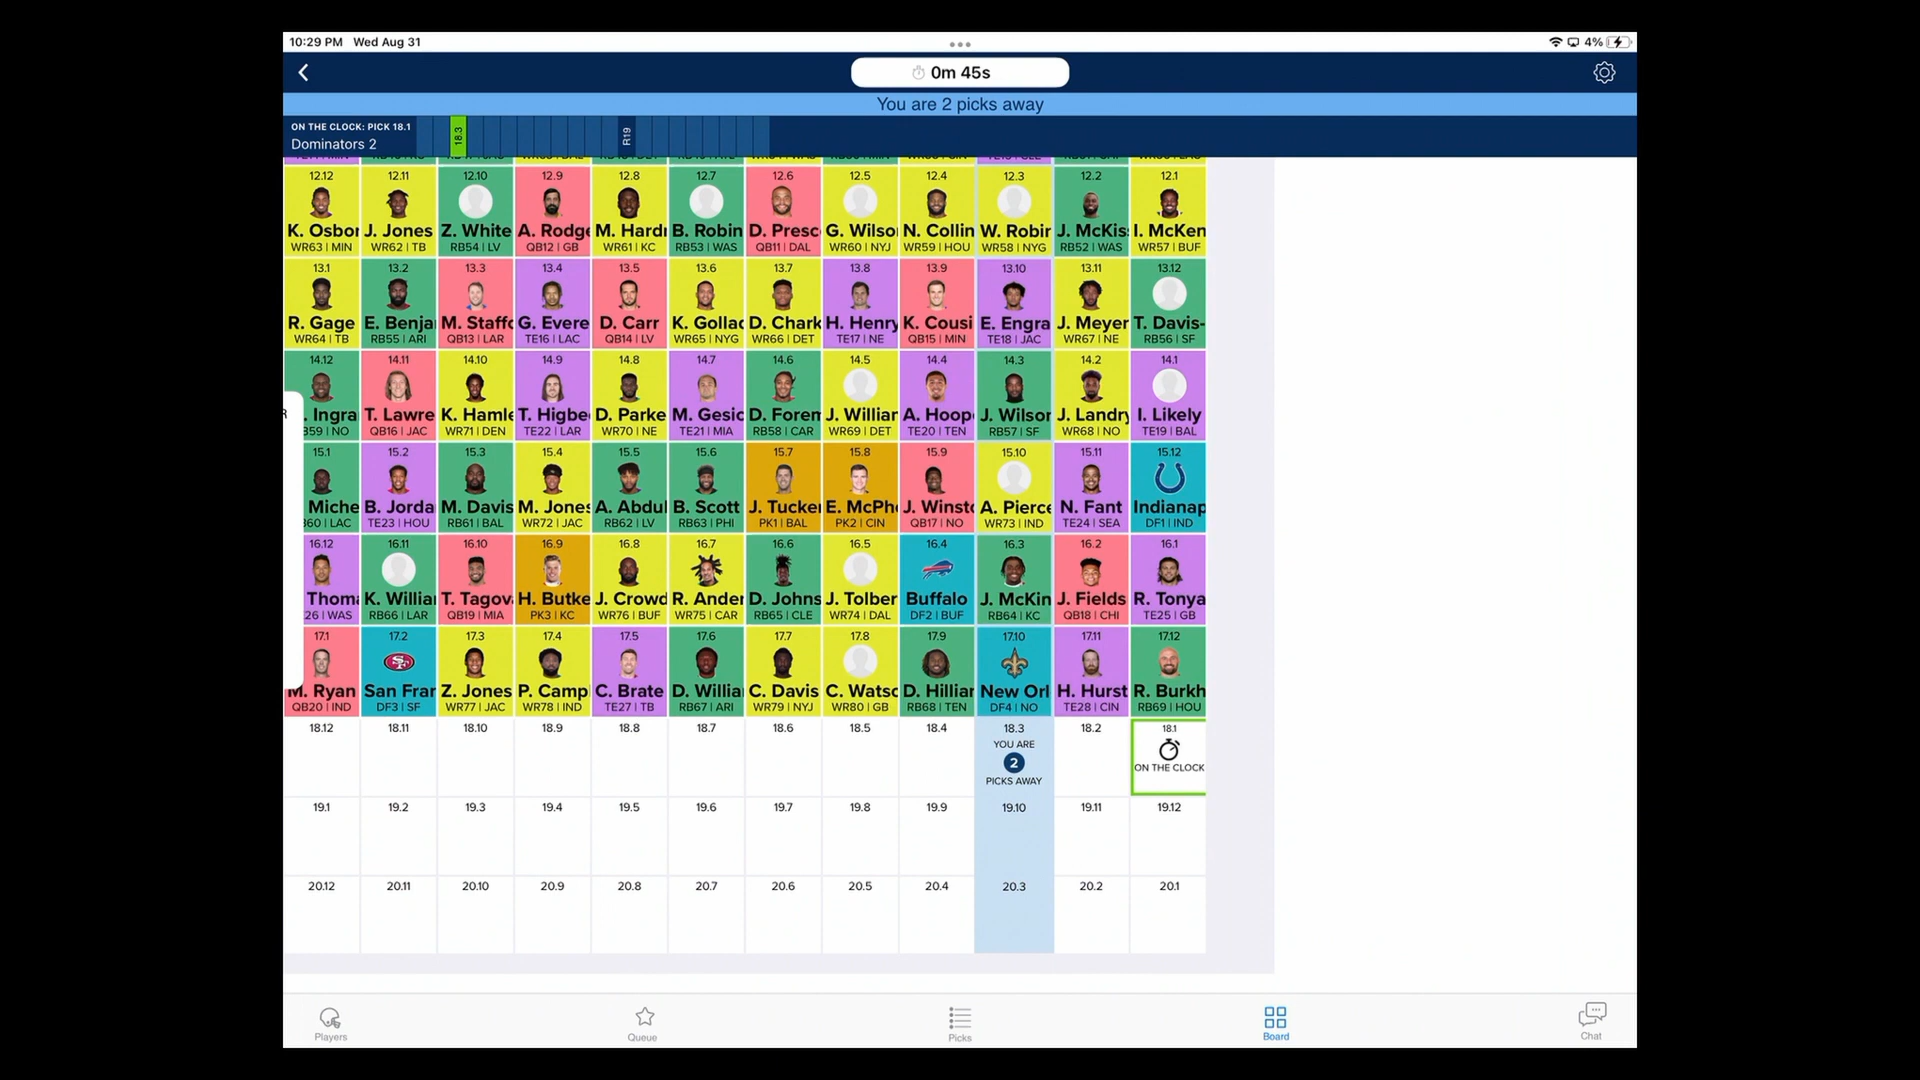 10:29 PM Wed Aug 31
4%
0m 45s
You are 2 picks away
ON THE CLOCK: PICK 18.1
Dominators 2
18.3
R19
12.12 12.11 12.10 12.9 12.8 12.7 12.6 12.5 12.4 12.3 12.2 12.1
K. Osbor J. Jones Z. White A. Rodge M. Hardı B. Robin D. Presc G. Wilso N. Collin W. Robir J. McKis I. McKen
WR63 | MIN WR62 | TB RB54 | LV QB12 | GB WR61 | KC RB53 | WAS QB11 | DAL WR60 | NYJ WR59 | HOU WR58 | NYG RB52 | WAS WR57 | BUF
13.1 13.2 13.3 13.4 13.5 13.6 13.7 13.8 13.9 13.10 13.11 13.12
R. Gage E. Benja M. Staffo G. Evere D. Carr K. Gollad D. Chark H. Henry K. Cousi E. Engra J. Meyer T. Davis-
WR64 | TB RB55 | ARI QB13 | LAR TE16 | LAC QB14 | LV WR65 | NYG WR66 | DET TE17 | NE QB15 | MIN TE18 | JAC WR67 | NE RB56 | SF
14.12 14.11 14.10 14.9 14.8 14.7 14.6 14.5 14.4 14.3 14.2 14.1
R
. Ingra T. Lawre K. Hamle T. Higbe D. Parke M. Gesic D. Forem J. Williar A. Hoop J. Wilsor J. Landry I. Likely
359 | NO QB16 | JAC WR71 | DEN TE22 | LAR WR70 | NE TE21 | MIA RB58 | CAR WR69 | DET TE20 | TEN RB57 | SF WR68 | NO TE19 | BAL
15.1 15.2 15.3 15.4 15.5 15.6 15.7 15.8 15.9 15.10 15.11 15.12
Miche B. Jorda M. Davis M. Jones A. Abdul B. Scott J. Tucker E. McPh J. Winsto A. Pierce N. Fant Indianap
360 | LAC TE23 | HOU RB61 | BAL WR72 | JAC RB62 | LV RB63 | PHI PK1 | BAL PK2 | CIN QB17 | NO WR73 | IND TE24 | SEA DF1 | IND
16.12 16.11 16.10 16.9 16.8 16.7 16.6 16.5 16.4 16.3 16.2 16.1
Thoma K. Williar T. Tagov H. Butke J. Crowd R. Ander D. Johns J. Tolber Buffalo J. McKin J. Fields R. Tonya
26 | WAS RB66 | LAR QB19 | MIA PK3 | KC WR76 | BUF WR75 | CAR RB65 | CLE WR74 | DAL DF2 | BUF RB64 | KC QB18 | CHI TE25 | GB
17.1 17.2 17.3 17.4 17.5 17.6 17.7 17.8 17.9 17.10 17.11 17.12
M. Ryan San Frar Z. Jones P. Camp C. Brate D. Williar C. Davis C. Watso D. Hilliar New Orl H. Hurst R. Burkh
QB20 | IND DF3 | SF WR77 | JAC WR78 | IND TE27 | TB RB67 | ARI WR79 | NYJ WR80 | GB RB68 | TEN DF4 | NO TE28 | CIN RB69 | HOU
18.12 18.11 18.10 18.9 18.8 18.7 18.6 18.5 18.4 18.3 18.2 18.1
YOU ARE
2
PICKS AWAY
ON THE CLOCK
19.1 19.2 19.3 19.4 19.5 19.6 19.7 19.8 19.9 19.10 19.11 19.12
20.12 20.11 20.10 20.9 20.8 20.7 20.6 20.5 20.4 20.3 20.2 20.1
Players Queue Picks Board Chat